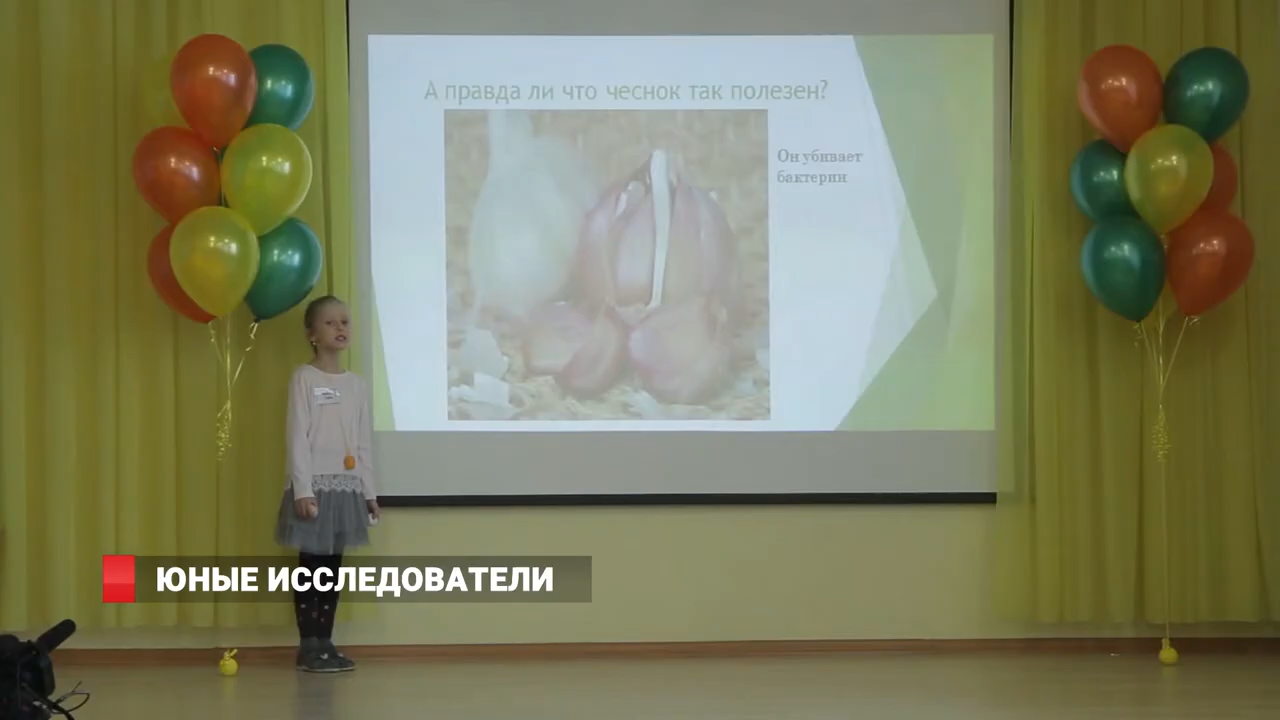 А правда ли что чеснок так полезен?
Он убивает
бактерии
ЮНЫЕ ИССЛЕДОВАТЕЛИ